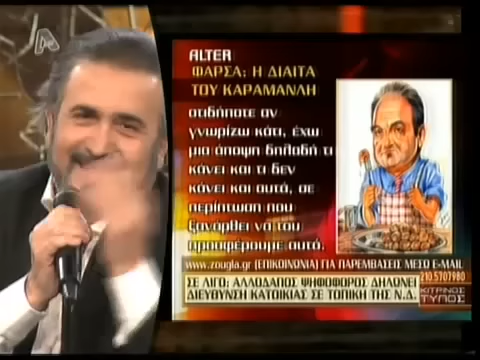 ALTER
ΦΑΡΣΑ: Η ΔΙΑΙΤΑ
ΤΟΥ ΚΑΡΑΜΑΝΛΗ
οτιδήποτε αν
γνωρίζω κάτι, έχω
μια άποψη δηλαδή τι
κάνει και τι δεν
κάνει και αυτά, σε
περίπτωση που
ξαναρθεί να του
προσφέρουμε αυτό.
www.zougla.gr (ΕΠΙΚΟΙΝΩΝΙΑ) ΓΙΑ ΠΑΡΕΜΒΑΣΕΙΣ ΜΕΣΩ E-MAIL
210.5707980
ΣΕ ΛΙΓΟ: ΑΛΛΟΔΑΠΟΣ ΨΗΦΟΦΟΡΟΣ ΔΗΛΩΝΕΙ
ΔΙΕΥΘΥΝΣΗ ΚΑΤΟΙΚΙΑΣ ΣΕ ΤΟΠΙΚΗ ΤΗΣ Ν.Δ.
ΚΙΤΡΙΝΟΣ
ΤΥΠΟΣ